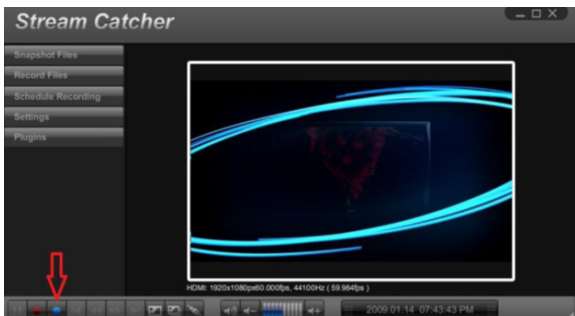 Stream Catcher
Snapshot Files
Record Files
Schedule Recording
Settings
Plugins
HDMI: 1920x1080px60.000fps, 44100Hz ( 59.984fps )
2009.01.14 07:43:43 PM